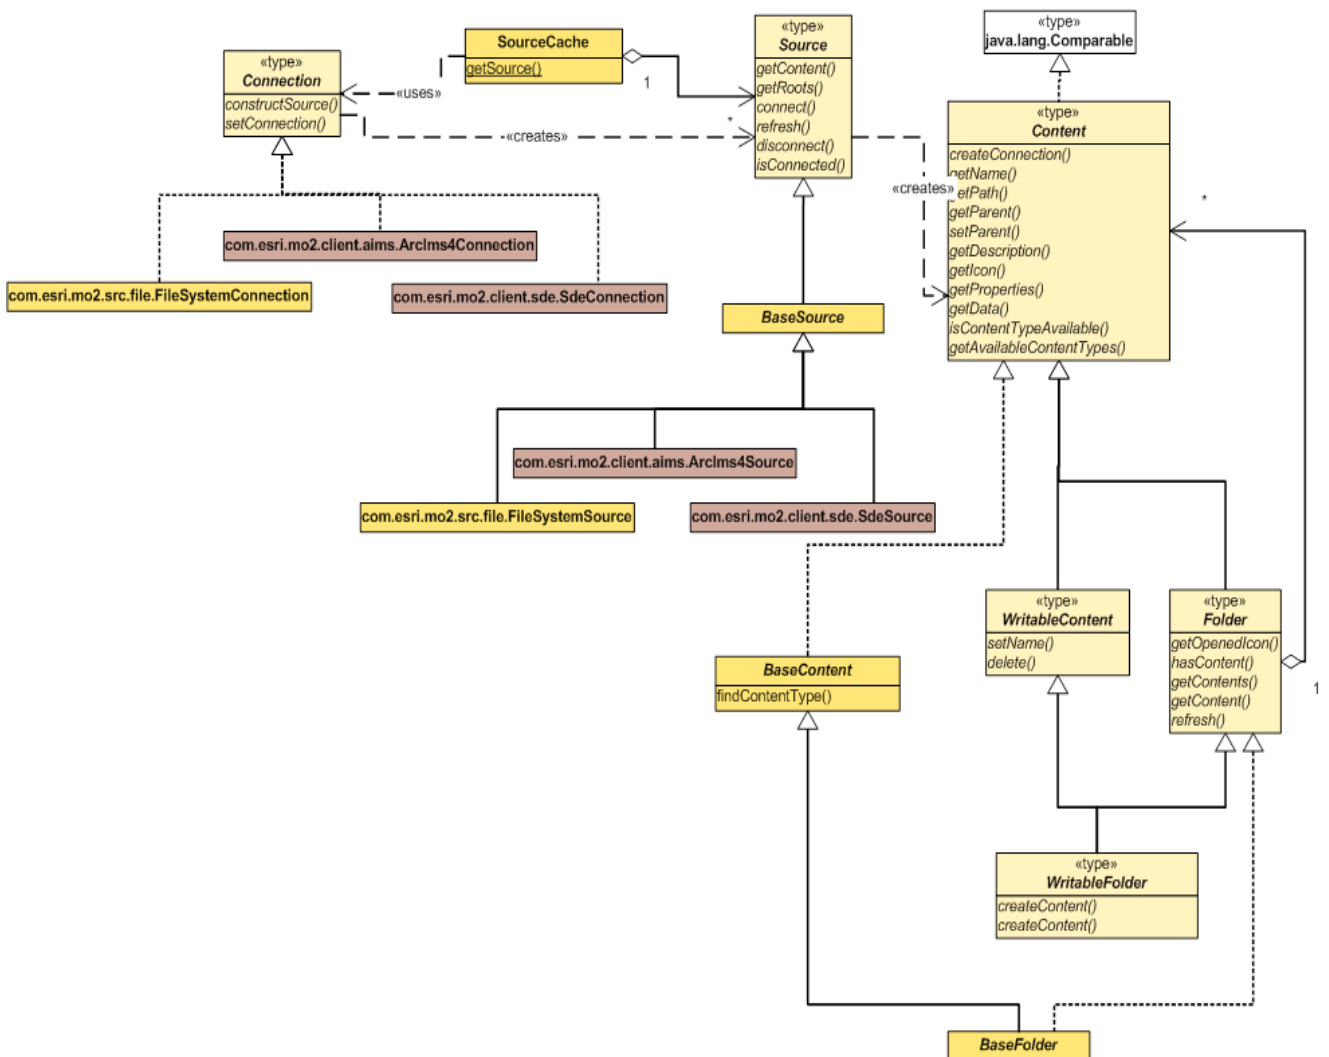 «type»
Connection
constructSource()
setConnection()
SourceCache
getSource()
«uses»
1
«creates»
*
«type»
Source
getContent()
getRoots()
connect()
refresh()
disconnect()
isConnected()
«creates»
«type»
java.lang.Comparable
«type»
Content
createConnection()
getName()
getPath()
getParent()
setParent()
getDescription()
getIcon()
getProperties()
getData()
isContentTypeAvailable()
getAvailableContentTypes()
*
com.esri.mo2.client.aims.ArcIms4Connection
com.esri.mo2.src.file.FileSystemConnection
com.esri.mo2.client.sde.SdeConnection
BaseSource
com.esri.mo2.client.aims.ArcIms4Source
com.esri.mo2.src.file.FileSystemSource
com.esri.mo2.client.sde.SdeSource
«type»
WritableContent
setName()
delete()
«type»
Folder
getOpenedIcon()
hasContent()
getContents()
getContent()
refresh()
1
BaseContent
findContentType()
«type»
WritableFolder
createContent()
createContent()
BaseFolder